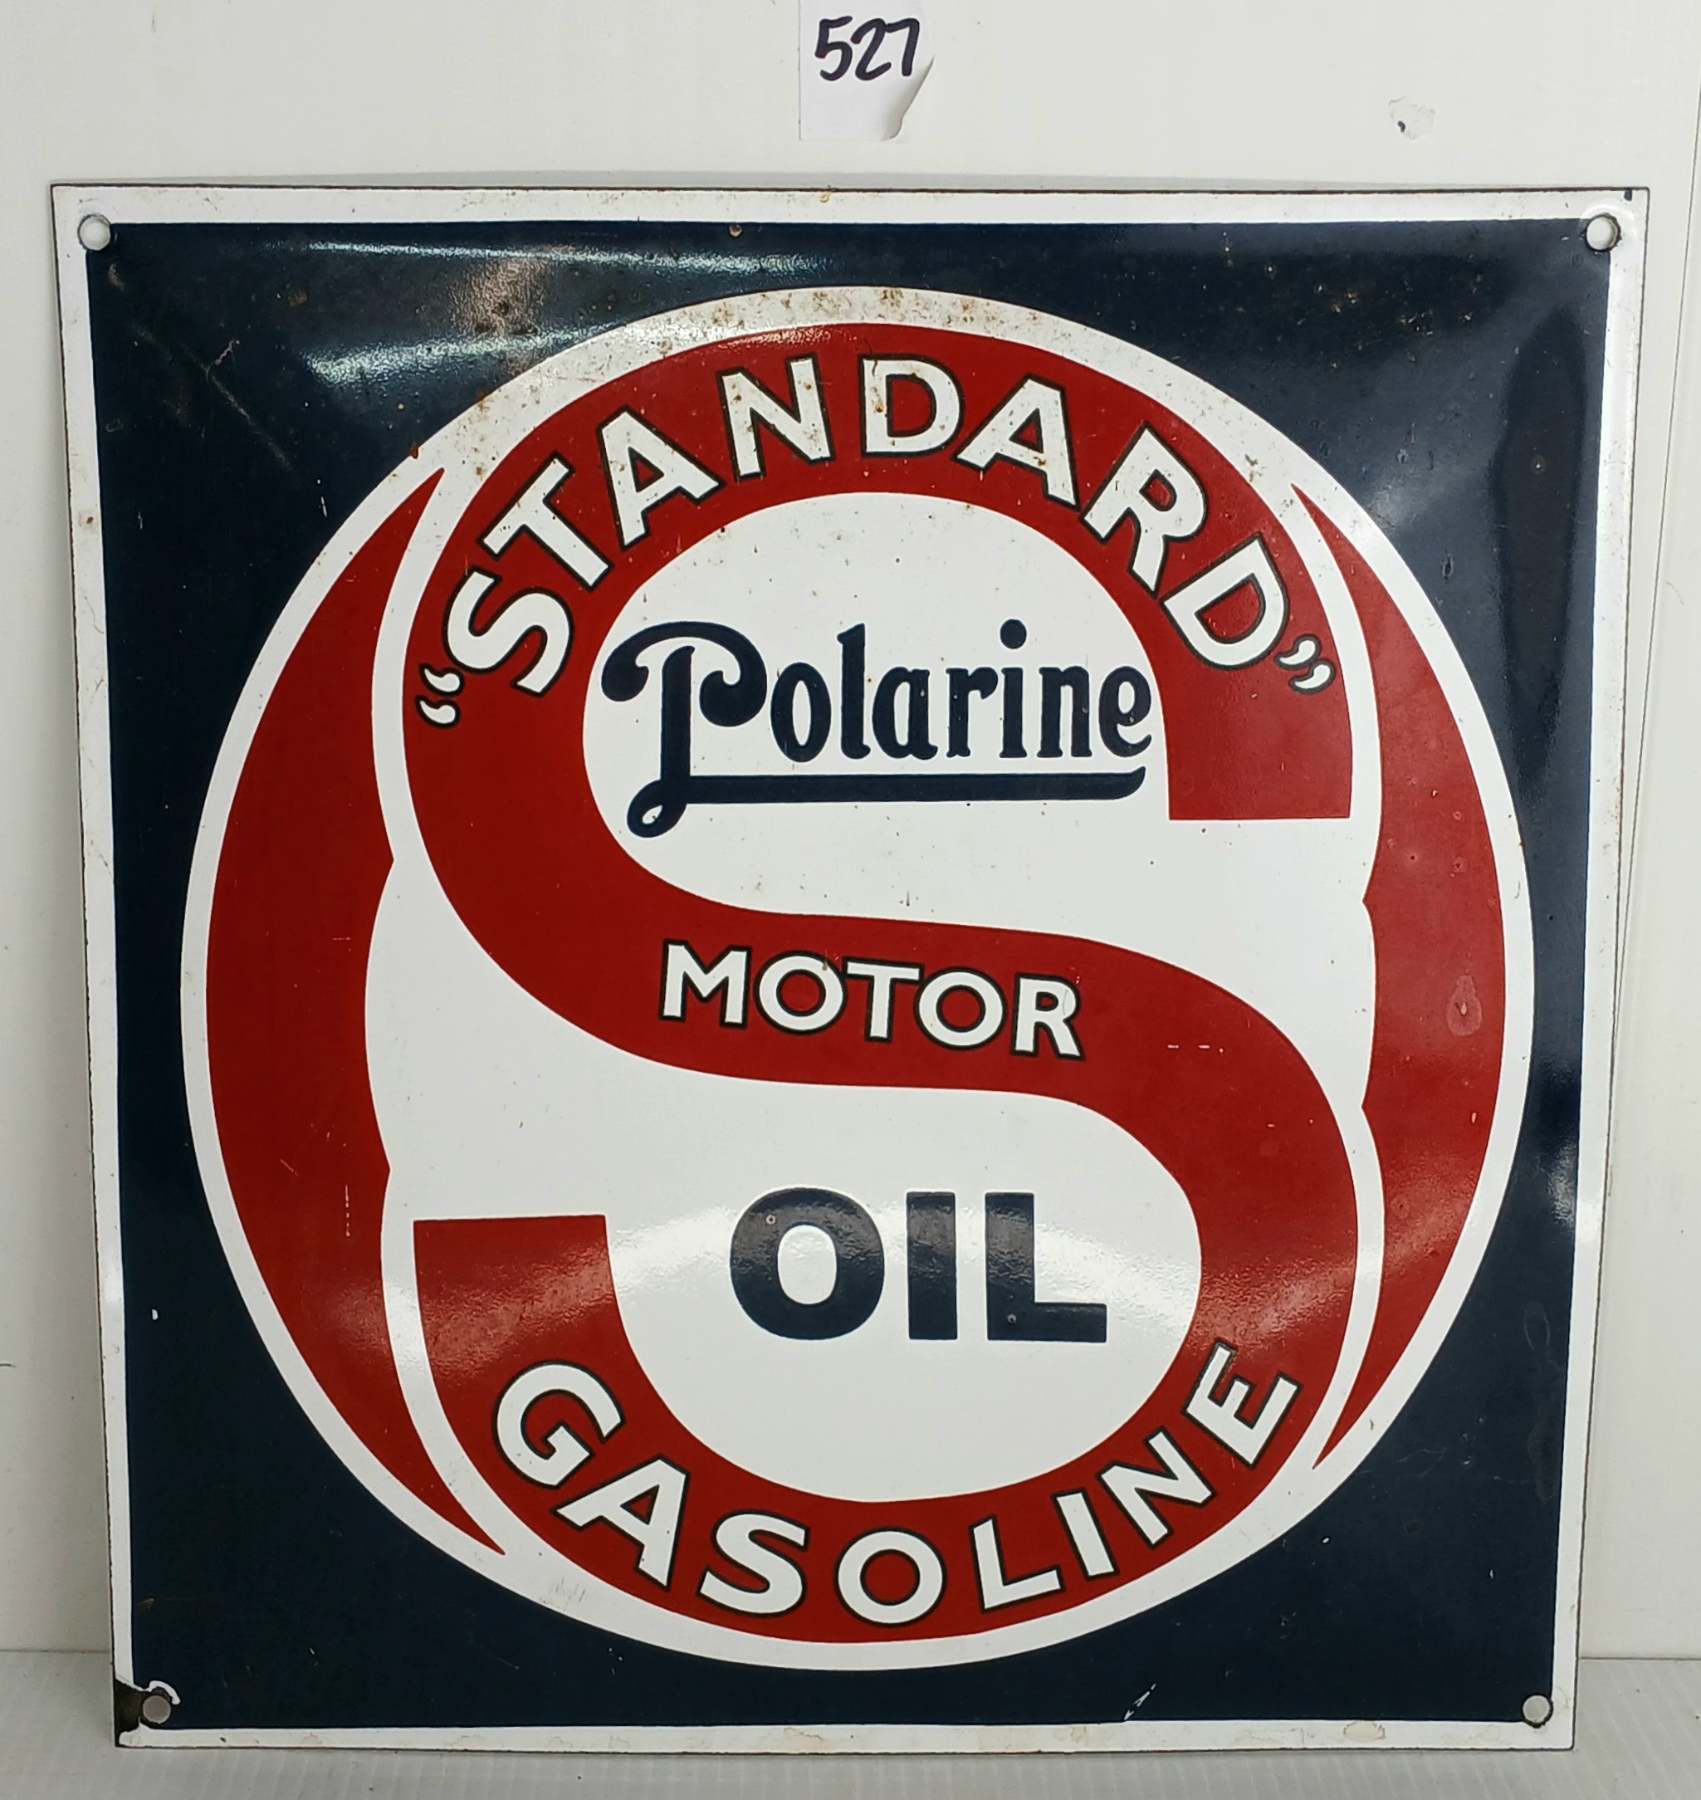 527
"STANDARD"
Polarine
MOTOR
OIL
GASOLINE